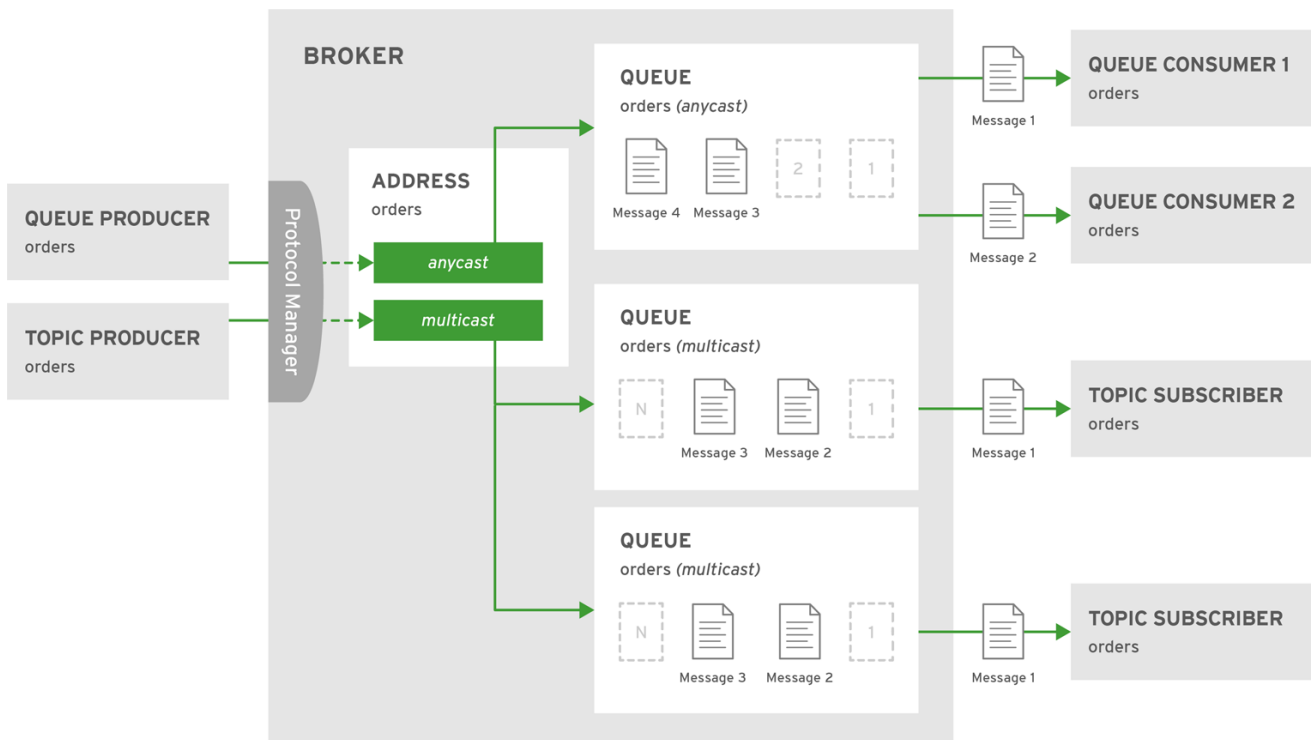 BROKER
QUEUE PRODUCER
orders
TOPIC PRODUCER
orders
Protocol Manager
ADDRESS
orders
anycast
multicast
QUEUE
orders (anycast)
2
1
Message 4
Message 3
QUEUE
orders (multicast)
N
1
Message 3
Message 2
QUEUE
orders (multicast)
N
1
Message 3
Message 2
Message 1
QUEUE CONSUMER 1
orders
Message 2
QUEUE CONSUMER 2
orders
Message 1
TOPIC SUBSCRIBER
orders
Message 1
TOPIC SUBSCRIBER
orders